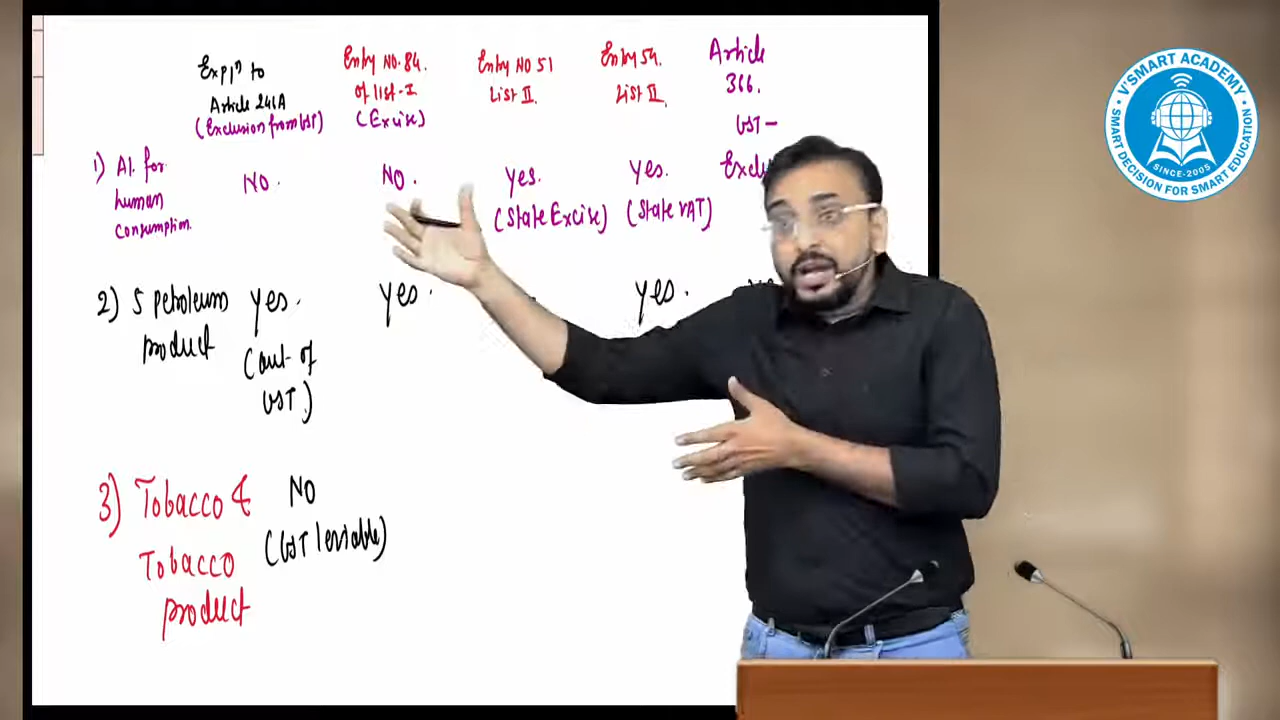 Expln to
Article 246A
(Exclusion from GST)
Entry No. 84.
of list-I
(Excise)
Entry NO 51
List II.
Entry 54.
List II.
Article
366.
GST-
1) Al. for
human
consumption.
NO.
NO.
Yes.
(State Excise)
Yes.
(State VAT)
2) 5 petroleum
product
Yes.
(out of
GST.)
Yes.
Yes.
3) Tobacco &
Tobacco
product
NO
(GST leviable)
V'SMART ACADEMY
SINCE-2005
SMART DECISION FOR SMART EDUCATION